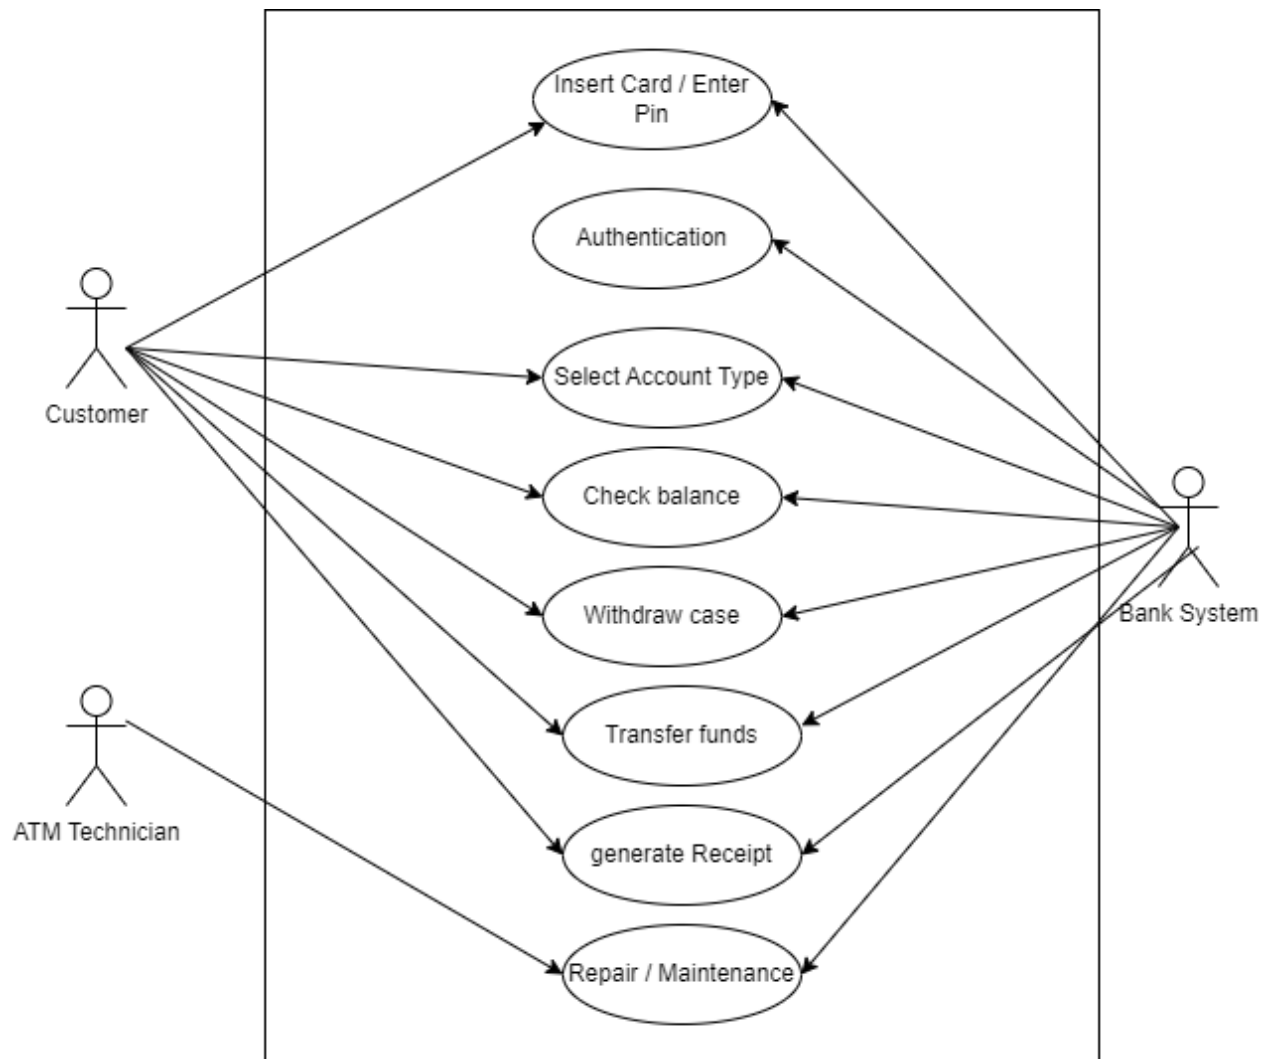 Insert Card / Enter
Pin
Authentication
Customer
Select Account Type
Check balance
Withdraw case
Bank System
Transfer funds
ATM Technician
generate Receipt
Repair / Maintenance